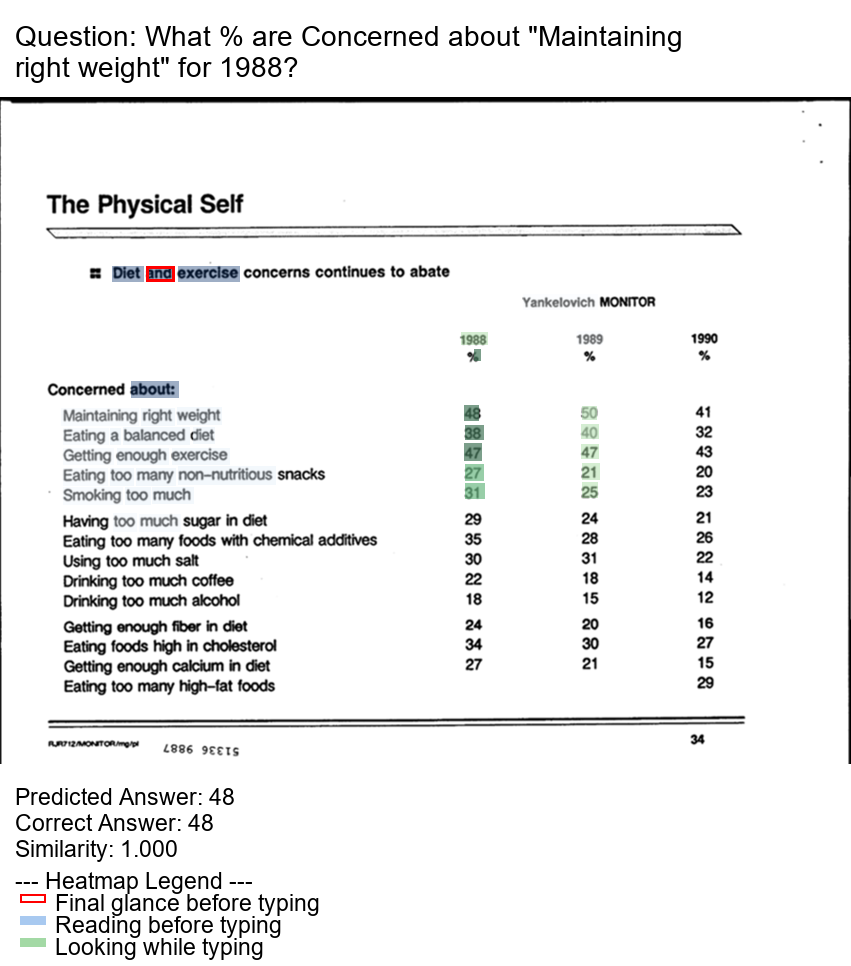 Question: What % are Concerned about "Maintaining
right weight" for 1988?
The Physical Self
Diet and exercise concerns continues to abate
Yankelovich MONITOR
1988 1989 1990
% % %
Concerned about:
Maintaining right weight 48 50 41
Eating a balanced diet 38 40 32
Getting enough exercise 47 47 43
Eating too many non-nutritious snacks 27 21 20
Smoking too much 31 25 23
Having too much sugar in diet 29 24 21
Eating too many foods with chemical additives 35 28 26
Using too much salt 30 31 22
Drinking too much coffee 22 18 14
Drinking too much alcohol 18 15 12
Getting enough fiber in diet 24 20 16
Eating foods high in cholesterol 34 30 27
Getting enough calcium in diet 27 21 15
Eating too many high-fat foods 29
RJR712/MONITOR/mg/pl 51336 9887 34
Predicted Answer: 48
Correct Answer: 48
Similarity: 1.000
--- Heatmap Legend ---
Final glance before typing
Reading before typing
Looking while typing